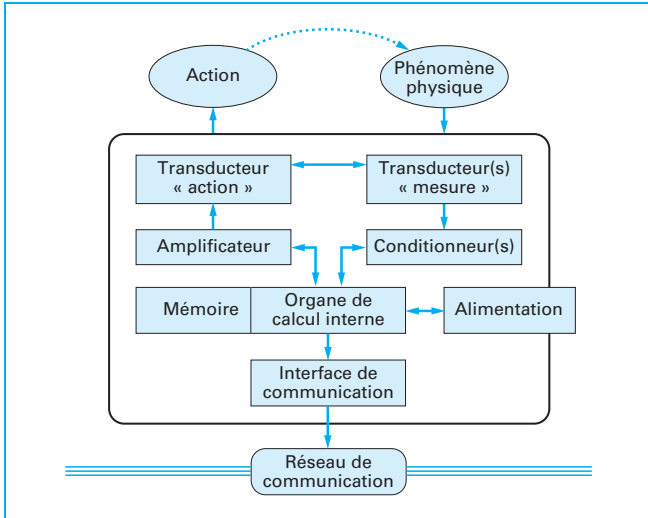 Action
Phénomène
physique
Transducteur
« action »
Transducteur(s)
« mesure »
Amplificateur
Conditionneur(s)
Mémoire
Organe de
calcul interne
Alimentation
Interface de
communication
Réseau de
communication